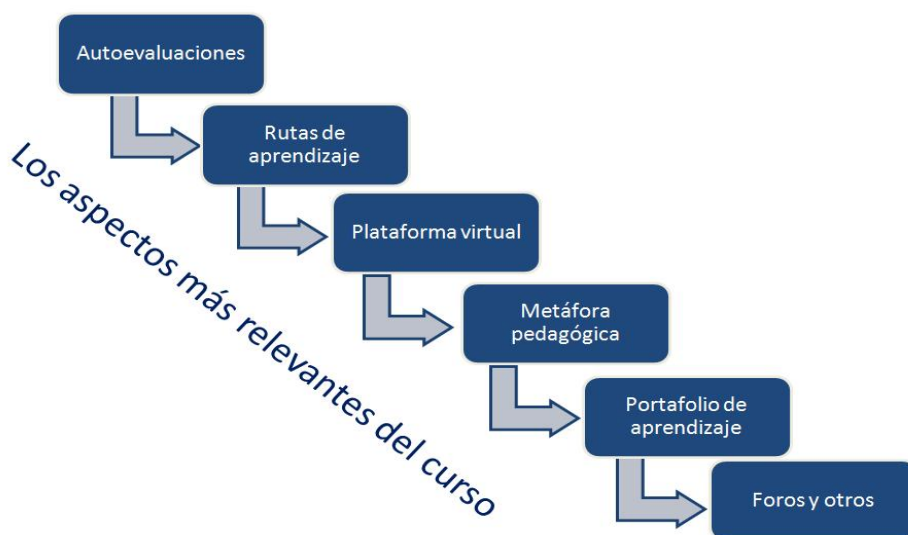 Autoevaluaciones
Rutas de
aprendizaje
Plataforma virtual
Metáfora
pedagógica
Portafolio de
aprendizaje
Foros y otros
Los aspectos más relevantes del curso